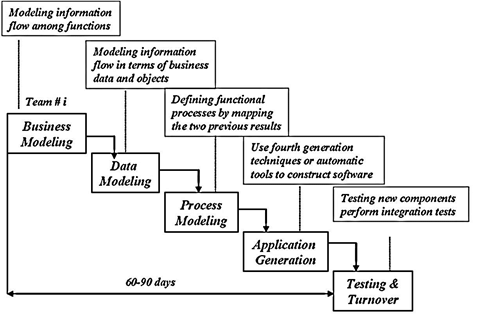 Modeling information
flow among functions
Modeling information
flow in terms of business
data and objects
Team # i
Defining functional
processes by mapping
the two previous results
Business
Modeling
Use fourth generation
techniques or automatic
tools to construct software
Data
Modeling
Testing new components
perform integration tests
Process
Modeling
Application
Generation
60-90 days
Testing &
Turnover